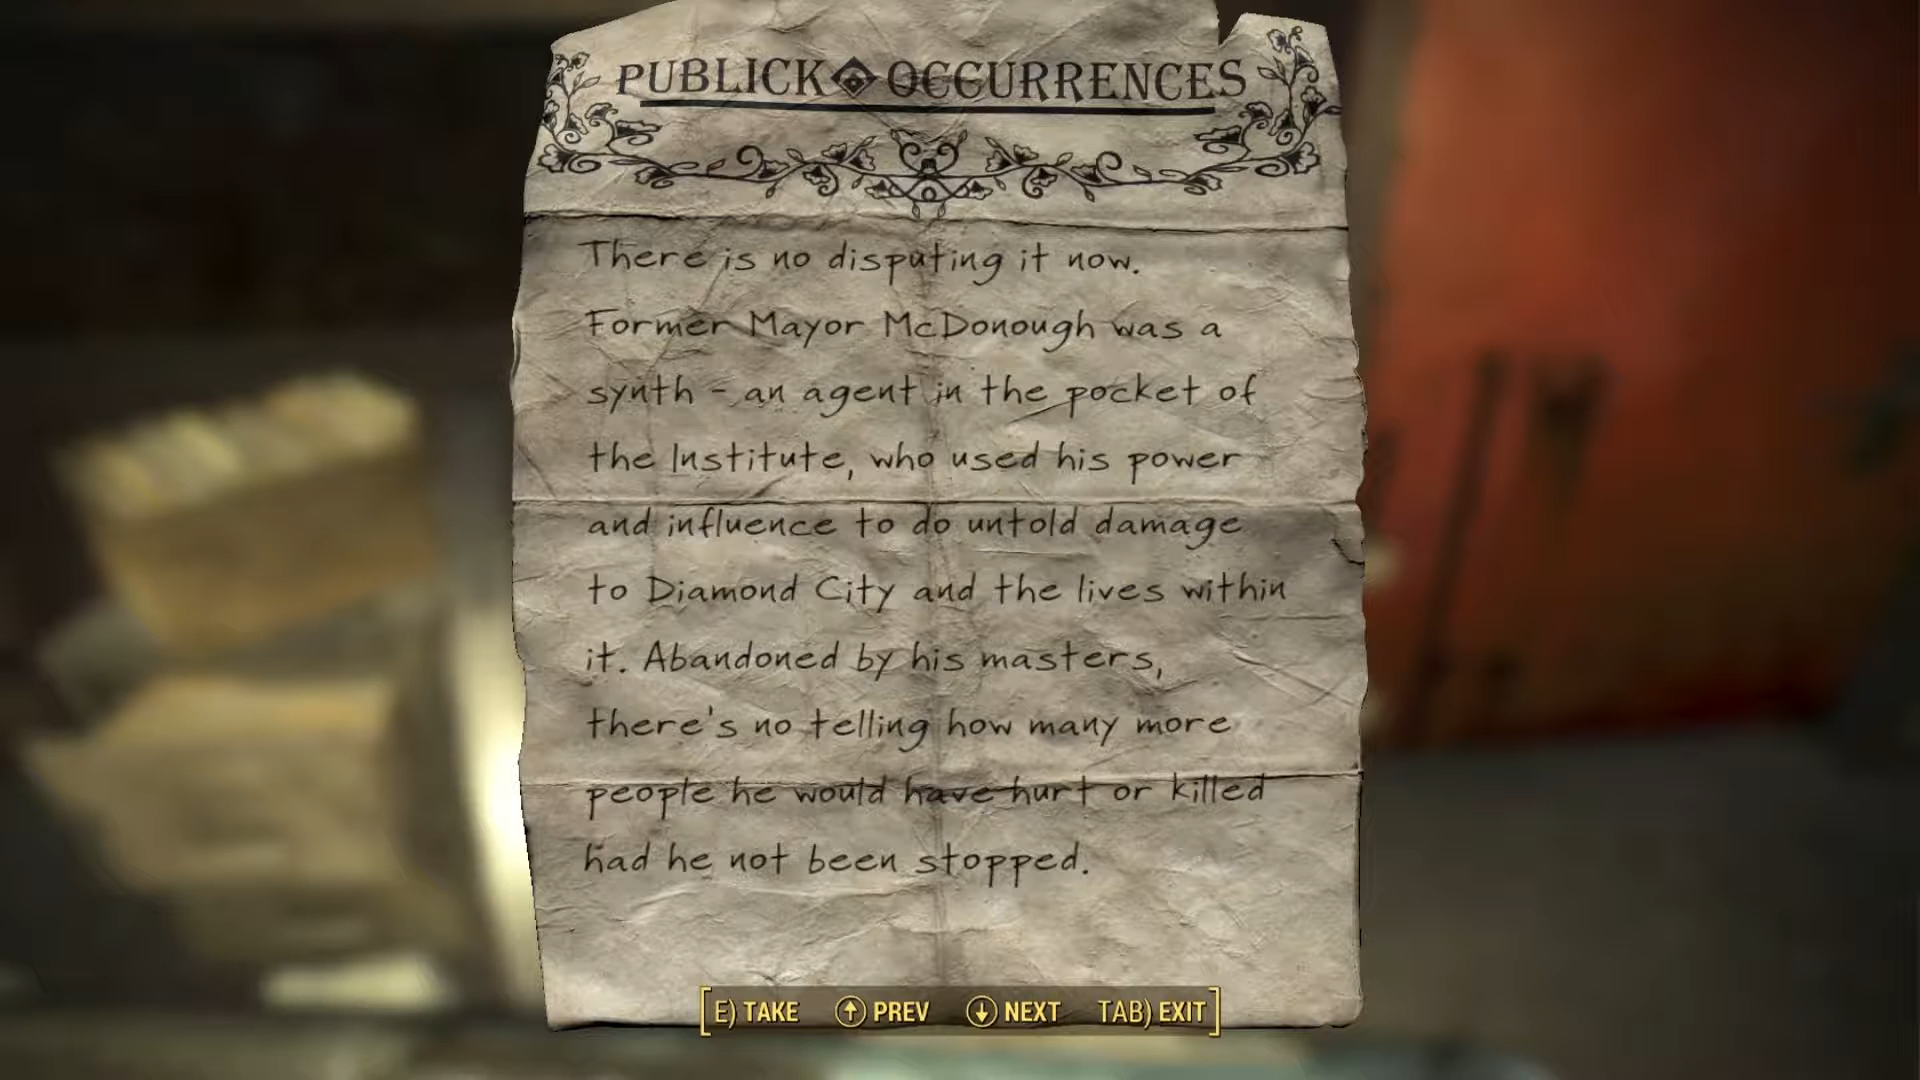 PUBLICK OCCURRENCES
There is no disputing it now.
Former Mayor McDonough was a
synth - an agent in the pocket of
the Institute, who used his power
and influence to do untold damage
to Diamond City and the lives within
it. Abandoned by his masters,
there's no telling how many more
people he would have hurt or killed
had he not been stopped.
[E) TAKE PREV NEXT TAB) EXIT]